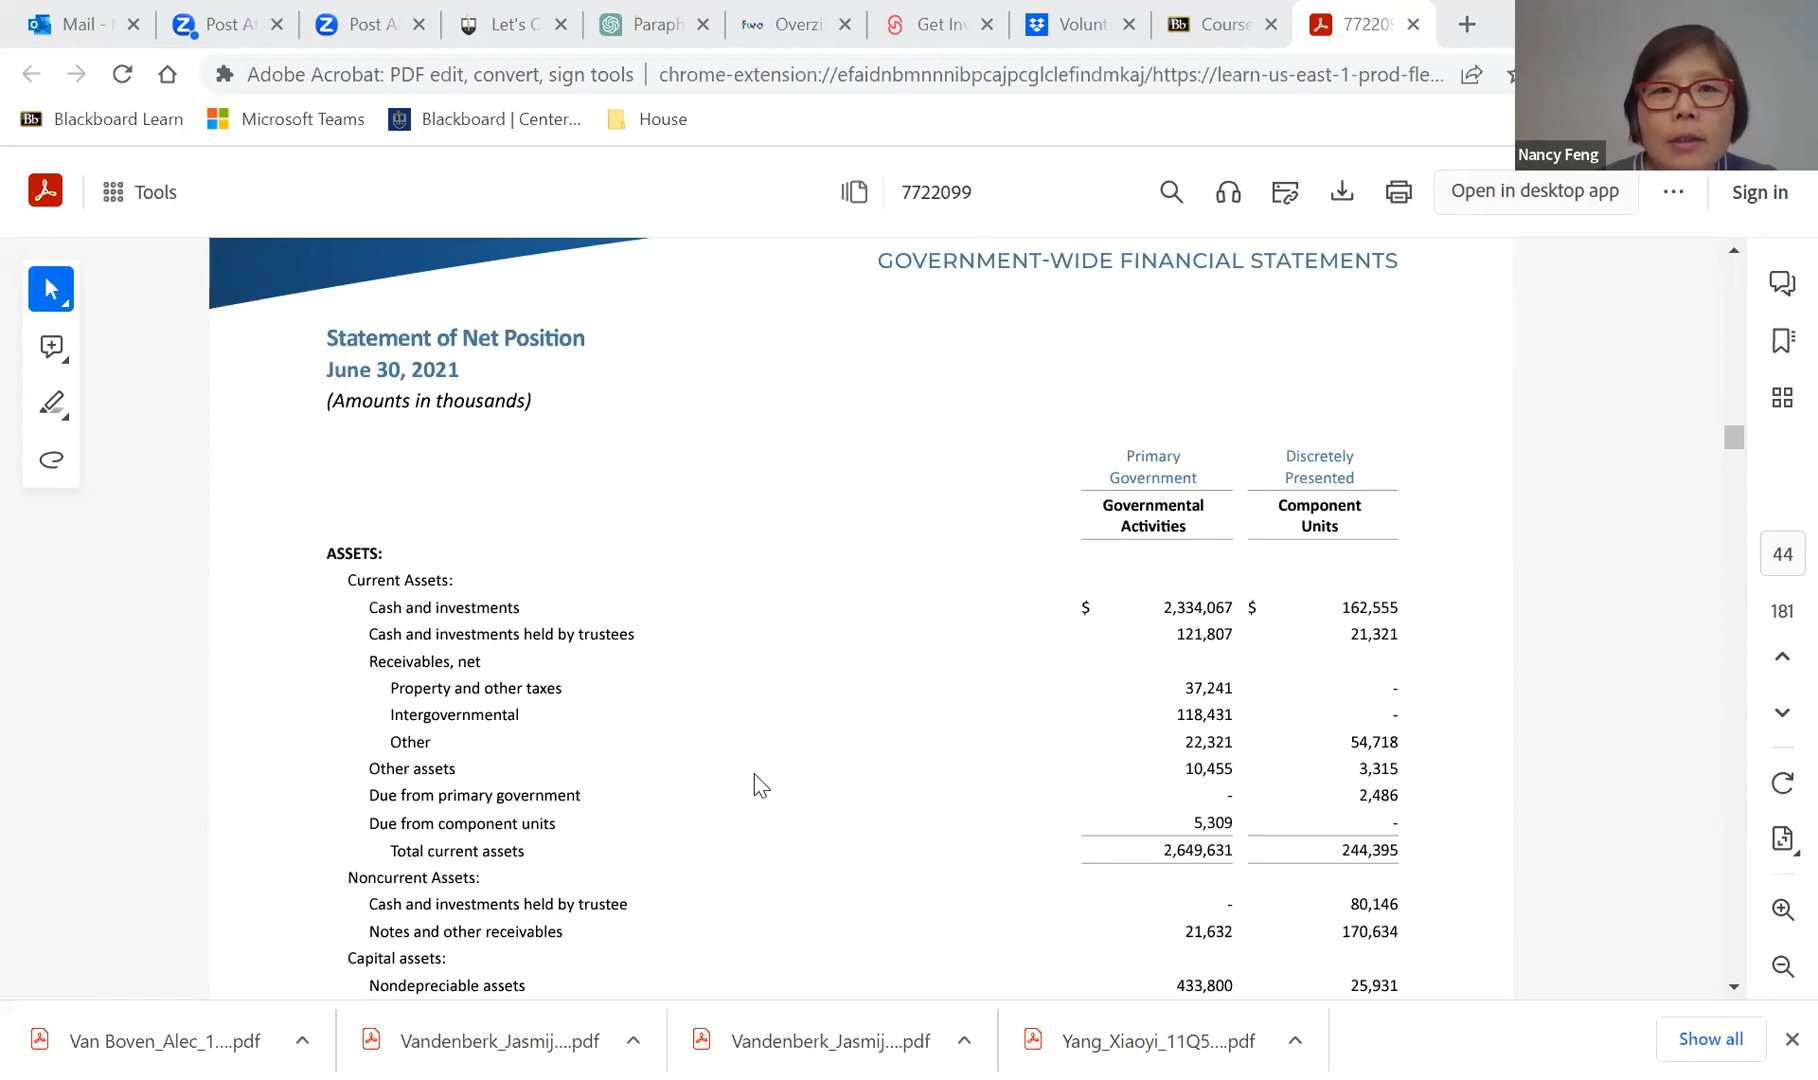 Mail -
Post Af
Post Al
Let's C
Paraph
Overzi
Get Inv
Volunt
Course
77220
Adobe Acrobat: PDF edit, convert, sign tools
chrome-extension://efaidnbmnnnibpcajpcglclefindmkaj/https://learn-us-east-1-prod-fle...
Nancy Feng
Blackboard Learn
Microsoft Teams
Blackboard | Center...
House
Tools
7722099
Open in desktop app
Sign in
GOVERNMENT-WIDE FINANCIAL STATEMENTS
Statement of Net Position
June 30, 2021
(Amounts in thousands)
Primary Government
Discretely Presented
Governmental Activities
Component Units
ASSETS:
Current Assets:
Cash and investments $ 2,334,067 $ 162,555
Cash and investments held by trustees 121,807 21,321
Receivables, net
Property and other taxes 37,241 -
Intergovernmental 118,431 -
Other 22,321 54,718
Other assets 10,455 3,315
Due from primary government - 2,486
Due from component units 5,309 -
Total current assets 2,649,631 244,395
Noncurrent Assets:
Cash and investments held by trustee - 80,146
Notes and other receivables 21,632 170,634
Capital assets:
Nondepreciable assets 433,800 25,931
44
181
Van Boven_Alec_1....pdf
Vandenberk_Jasmij....pdf
Vandenberk_Jasmij....pdf
Yang_Xiaoyi_11Q5....pdf
Show all